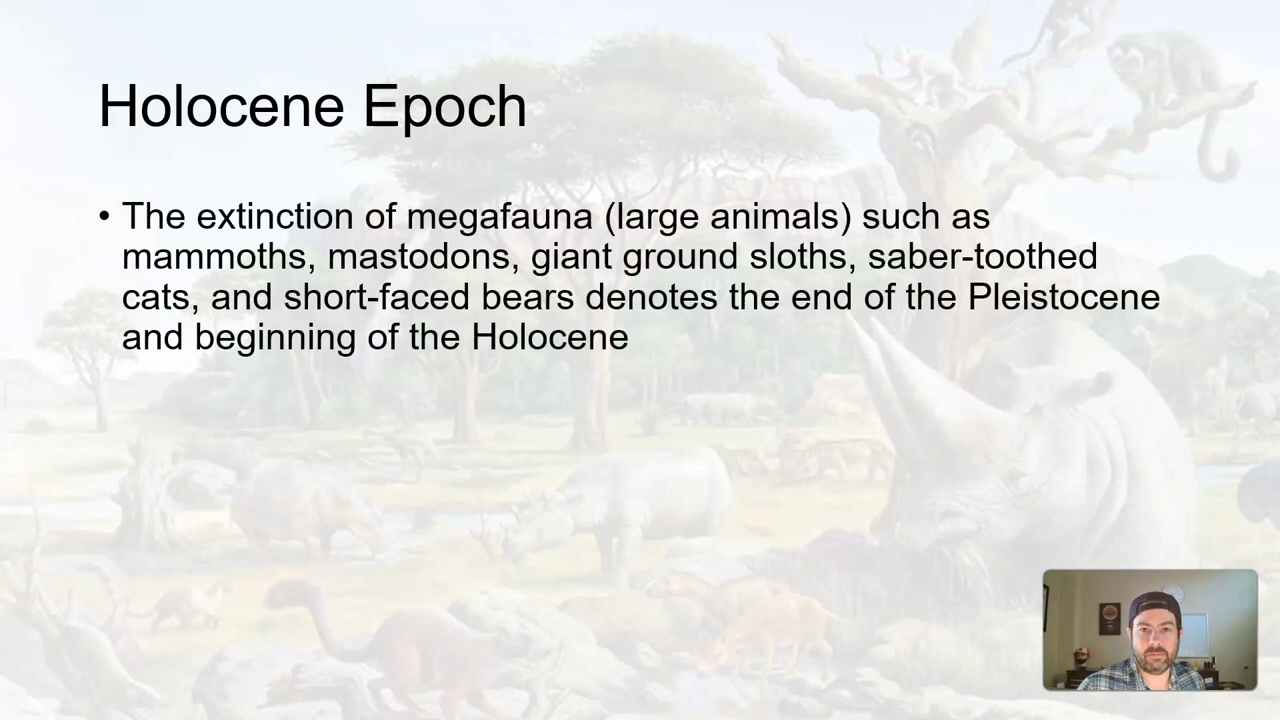 Holocene Epoch
• The extinction of megafauna (large animals) such as
mammoths, mastodons, giant ground sloths, saber-toothed
cats, and short-faced bears denotes the end of the Pleistocene
and beginning of the Holocene